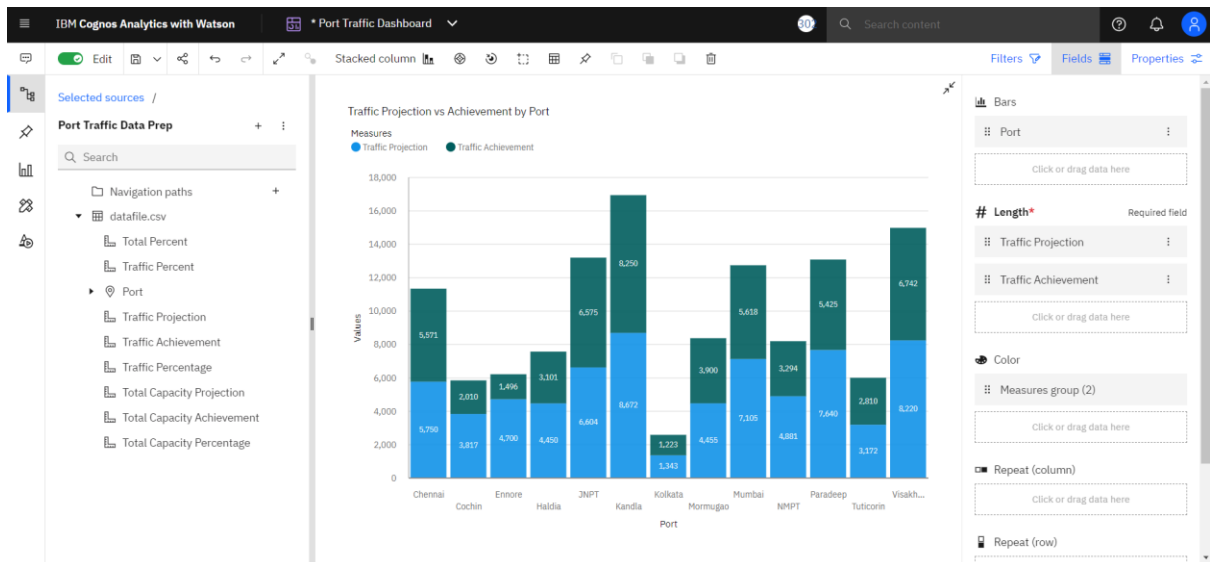 IBM Cognos Analytics with Watson
* Port Traffic Dashboard
30
Search content
Edit
Stacked column
Filters
Fields
Properties
Selected sources /
Port Traffic Data Prep
Search
Navigation paths
datafile.csv
Total Percent
Traffic Percent
Port
Traffic Projection
Traffic Achievement
Traffic Percentage
Total Capacity Projection
Total Capacity Achievement
Total Capacity Percentage
Traffic Projection vs Achievement by Port
Measures
Traffic Projection Traffic Achievement
Values
18,000
16,000
14,000
12,000
10,000
8,000
6,000
4,000
2,000
0
5,571
5,750
2,010
3,817
1,496
4,700
3,101
4,450
6,575
6,604
8,250
8,672
1,223
1,343
3,900
4,455
5,618
7,105
3,294
4,881
5,425
7,640
2,810
3,172
6,742
8,220
Chennai
Cochin
Ennore
Haldia
JNPT
Kandla
Kolkata
Mormugao
Mumbai
NMPT
Paradeep
Tuticorin
Visakh...
Port
Bars
Port
Click or drag data here
# Length* Required field
Traffic Projection
Traffic Achievement
Click or drag data here
Color
Measures group (2)
Click or drag data here
Repeat (column)
Click or drag data here
Repeat (row)